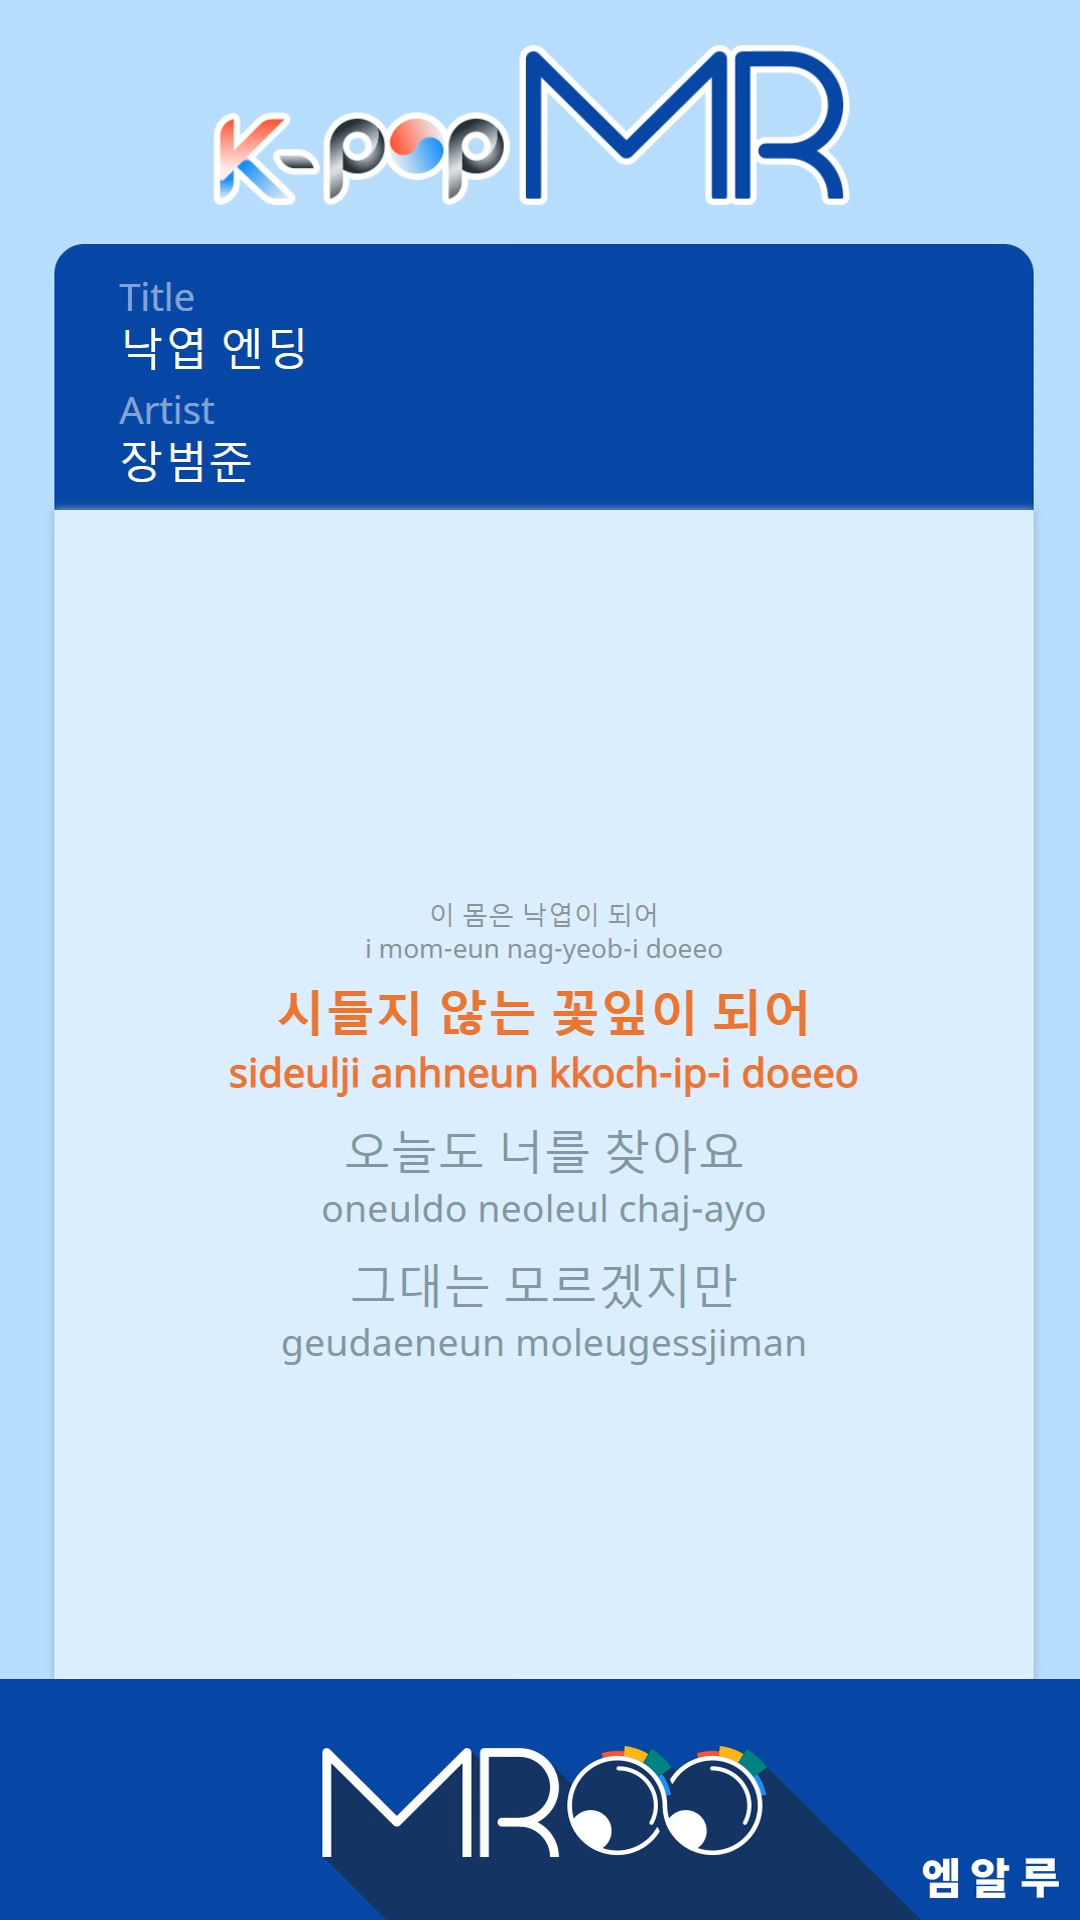 K-pop MR
Title
낙엽 엔딩
Artist
장범준
이 몸은 낙엽이 되어
i mom-eun nag-yeob-i doeeo
시들지 않는 꽃잎이 되어
sideulji anhneun kkoch-ip-i doeeo
오늘도 너를 찾아요
oneuldo neoleul chaj-ayo
그대는 모르겠지만
geudaeneun moleugessjiman
MROO
엠알루